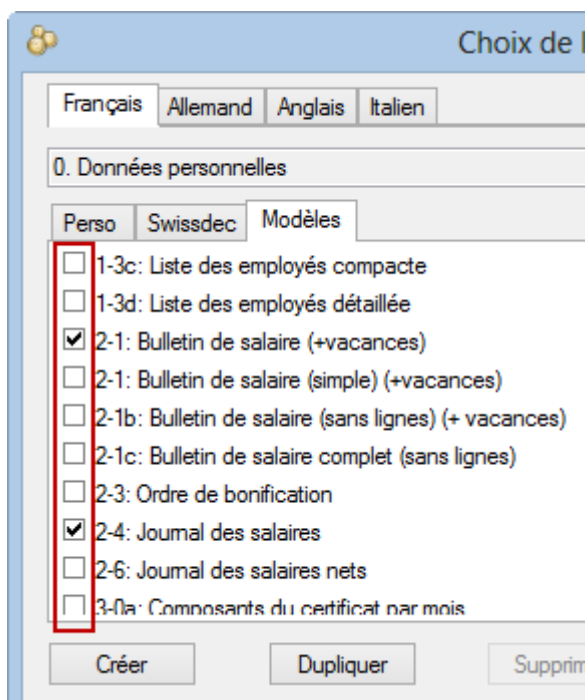 Choix de l
Français Allemand Anglais Italien
0. Données personnelles
Perso Swissdec Modèles
1-3c: Liste des employés compacte
1-3d: Liste des employés détaillée
2-1: Bulletin de salaire (+vacances)
2-1: Bulletin de salaire (simple) (+vacances)
2-1b: Bulletin de salaire (sans lignes) (+ vacances)
2-1c: Bulletin de salaire complet (sans lignes)
2-3: Ordre de bonification
2-4: Journal des salaires
2-6: Journal des salaires nets
3-0a: Composants du certificat par mois
Créer Dupliquer Supprim